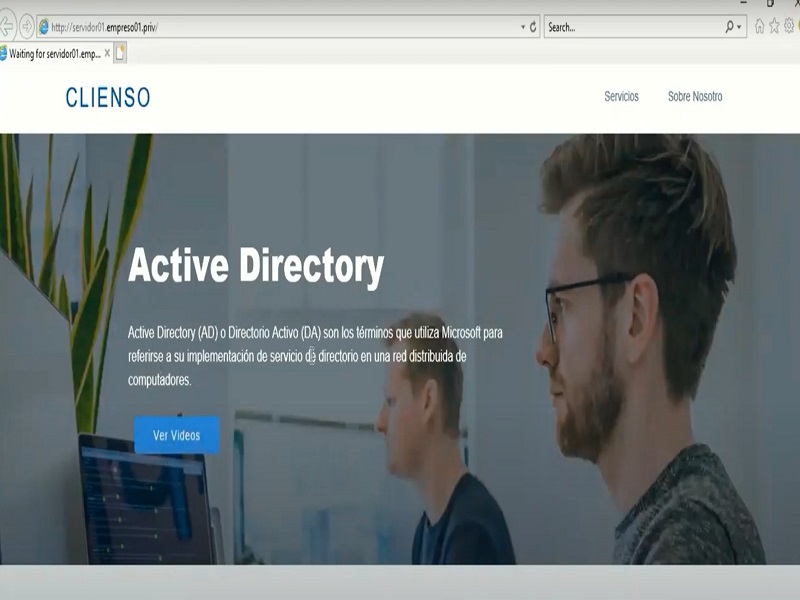 http://servidor01.empreso01.priv/
Search...
Waiting for servidor01.emp...
CLIENSO
Servicios
Sobre Nosotro
Active Directory
Active Directory (AD) o Directorio Activo (DA) son los términos que utiliza Microsoft para
referirse a su implementación de servicio de directorio en una red distribuida de
computadores.
Ver Videos